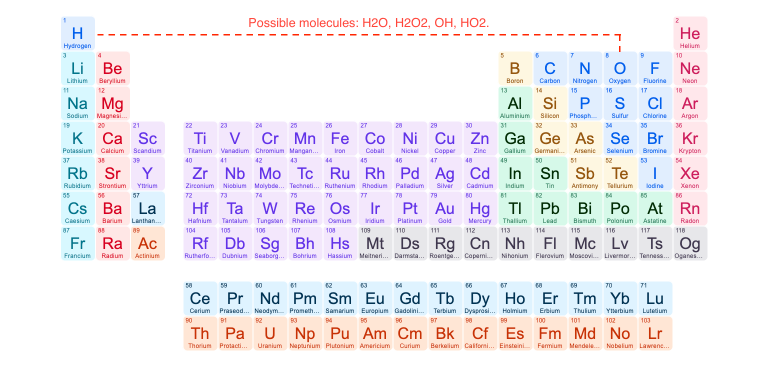 Possible molecules: H2O, H2O2, OH, HO2.
1 2
H He
Hydrogen Helium
3 4 5 6 7 8 9 10
Li Be B C N O F Ne
Lithium Beryllium Boron Carbon Nitrogen Oxygen Fluorine Neon
11 12 13 14 15 16 17 18
Na Mg Al Si P S Cl Ar
Sodium Magnesi... Aluminium Silicon Phosph... Sulfur Chlorine Argon
19 20 21 22 23 24 25 26 27 28 29 30 31 32 33 34 35 36
K Ca Sc Ti V Cr Mn Fe Co Ni Cu Zn Ga Ge As Se Br Kr
Potassium Calcium Scandium Titanium Vanadium Chromium Mangan... Iron Cobalt Nickel Copper Zinc Gallium Germani... Arsenic Selenium Bromine Krypton
37 38 39 40 41 42 43 44 45 46 47 48 49 50 51 52 53 54
Rb Sr Y Zr Nb Mo Tc Ru Rh Pd Ag Cd In Sn Sb Te I Xe
Rubidium Strontium Yttrium Zirconium Niobium Molybde... Techneti... Ruthenium Rhodium Palladium Silver Cadmium Indium Tin Antimony Tellurium Iodine Xenon
55 56 57 72 73 74 75 76 77 78 79 80 81 82 83 84 85 86
Cs Ba La Hf Ta W Re Os Ir Pt Au Hg Tl Pb Bi Po At Rn
Caesium Barium Lanthan... Hafnium Tantalum Tungsten Rhenium Osmium Iridium Platinum Gold Mercury Thallium Lead Bismuth Polonium Astatine Radon
87 88 89 104 105 106 107 108 109 110 111 112 113 114 115 116 117 118
Fr Ra Ac Rf Db Sg Bh Hs Mt Ds Rg Cn Nh Fl Mc Lv Ts Og
Francium Radium Actinium Rutherfo... Dubnium Seaborg... Bohrium Hassium Meitneri... Darmsta... Roentge... Coperni... Nihonium Flerovium Moscovi... Livermor... Tenness... Oganes...
58 59 60 61 62 63 64 65 66 67 68 69 70 71
Ce Pr Nd Pm Sm Eu Gd Tb Dy Ho Er Tm Yb Lu
Cerium Praseod... Neodym... Prometh... Samarium Europium Gadolini... Terbium Dysprosi... Holmium Erbium Thulium Ytterbium Lutetium
90 91 92 93 94 95 96 97 98 99 100 101 102 103
Th Pa U Np Pu Am Cm Bk Cf Es Fm Md No Lr
Thorium Protacti... Uranium Neptunium Plutonium Americium Curium Berkelium Californi... Einsteini... Fermium Mendele... Nobelium Lawrenc...